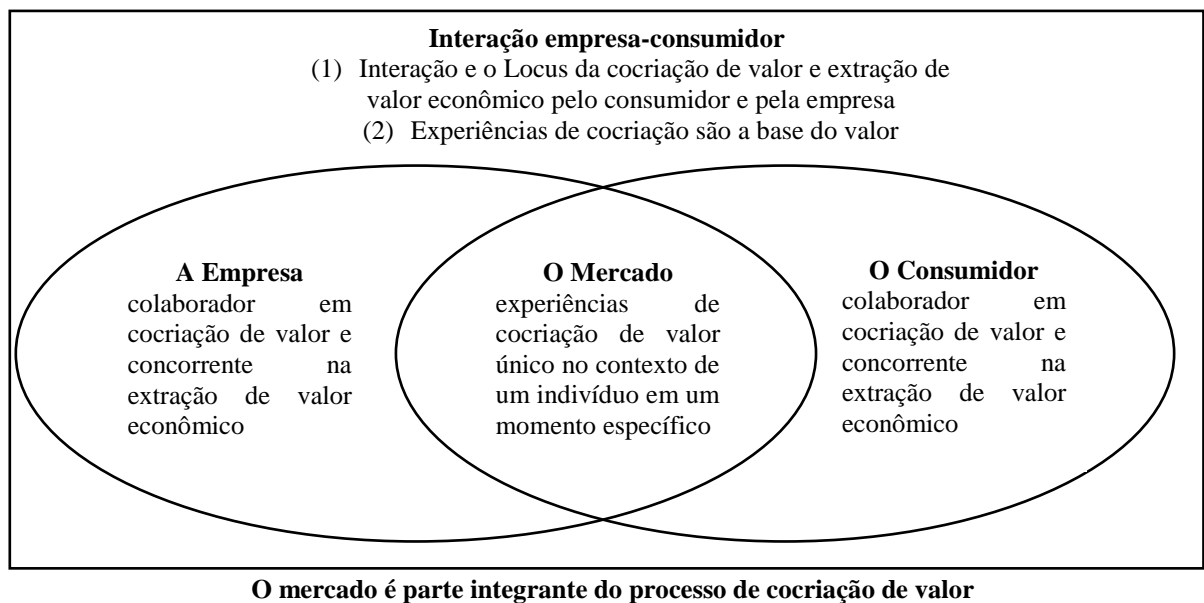 Interação empresa-consumidor
(1) Interação e o Locus da cocriação de valor e extração de
valor econômico pelo consumidor e pela empresa
(2) Experiências de cocriação são a base do valor
A Empresa
colaborador em
cocriação de valor e
concorrente na
extração de valor
econômico
O Mercado
experiências de
cocriação de valor
único no contexto de
um indivíduo em um
momento específico
O Consumidor
colaborador em
cocriação de valor e
concorrente na
extração de valor
econômico
O mercado é parte integrante do processo de cocriação de valor